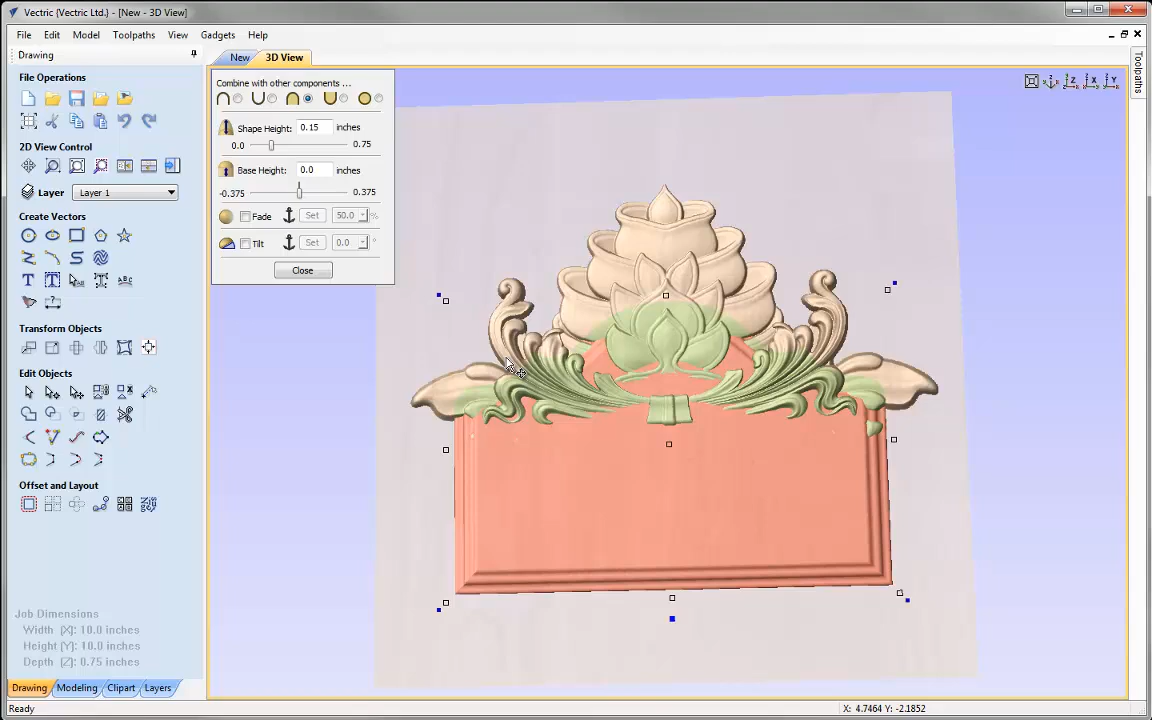 Vectric {Vectric Ltd.} - [New - 3D View]
File Edit Model Toolpaths View Gadgets Help
Drawing
New
3D View
Toolpaths
File Operations
2D View Control
Layer
Layer 1
Create Vectors
Transform Objects
Edit Objects
Offset and Layout
Job Dimensions
Width [X]: 10.0 inches
Height [Y]: 10.0 inches
Depth [Z]: 0.75 inches
Drawing Modeling Clipart Layers
Combine with other components ...
Shape Height: 0.15 inches
0.0 0.75
Base Height: 0.0 inches
-0.375 0.375
Fade Set 50.0 %
Tilt Set 0.0 °
Close
Z X Y
Ready
X: 4.7464 Y: -2.1852